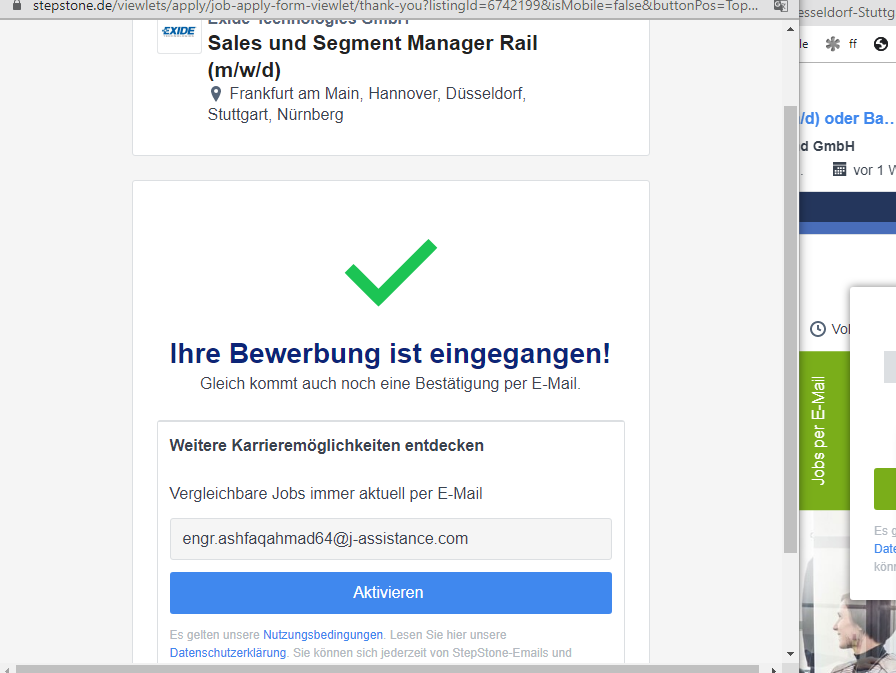 stepstone.de/viewlets/apply/job-apply-form-viewlet/thank-you?listingId=6742199&isMobile=false&buttonPos=Top...
Exide Technologies GmbH
EXIDE
Sales und Segment Manager Rail
(m/w/d)
Frankfurt am Main, Hannover, Düsseldorf,
Stuttgart, Nürnberg
Ihre Bewerbung ist eingegangen!
Gleich kommt auch noch eine Bestätigung per E-Mail.
Weitere Karrieremöglichkeiten entdecken
Vergleichbare Jobs immer aktuell per E-Mail
engr.ashfaqahmad64@j-assistance.com
Aktivieren
Es gelten unsere Nutzungsbedingungen. Lesen Sie hier unsere
Datenschutzerklärung. Sie können sich jederzeit von StepStone-Emails und
esseldorf-Stuttg
le ff
/d) oder Ba...
d GmbH
. vor 1 W
Vol
Jobs per E-Mail
Es g
Date
könn